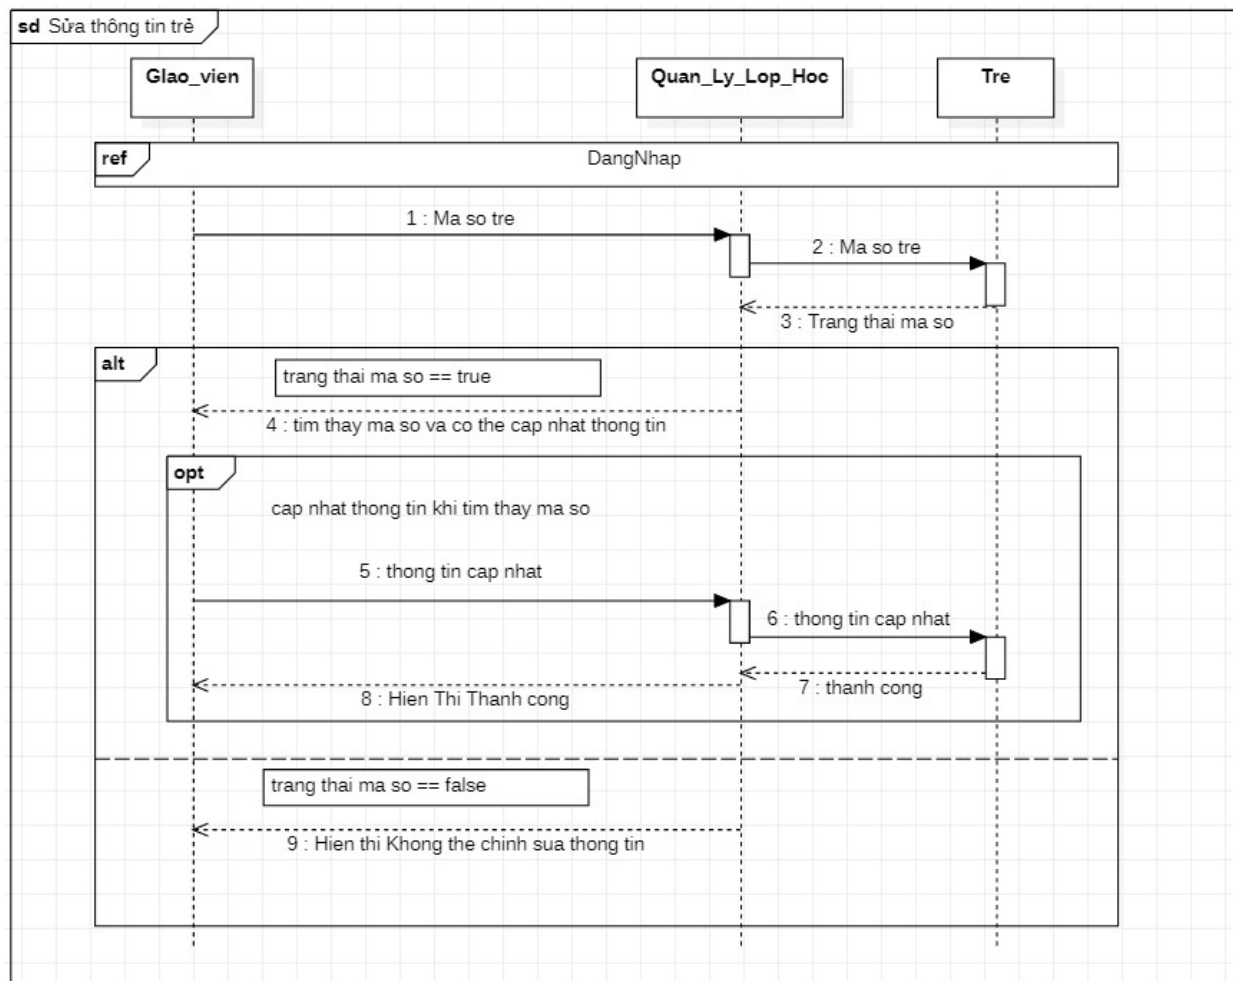 sd Sửa thông tin trẻ
GIao_vien
Quan_Ly_Lop_Hoc
Tre
ref
DangNhap
1 : Ma so tre
2 : Ma so tre
3 : Trang thai ma so
alt
trang thai ma so == true
4 : tim thay ma so va co the cap nhat thong tin
opt
cap nhat thong tin khi tim thay ma so
5 : thong tin cap nhat
6 : thong tin cap nhat
7 : thanh cong
8 : Hien Thi Thanh cong
trang thai ma so == false
9 : Hien thi Khong the chinh sua thong tin